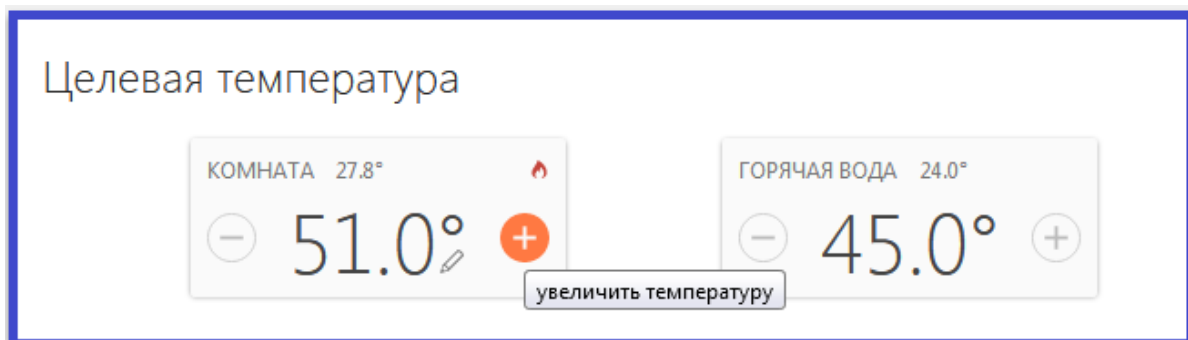 Целевая температура
КОМНАТА 27.8°
51.0°
увеличить температуру
ГОРЯЧАЯ ВОДА 24.0°
45.0°